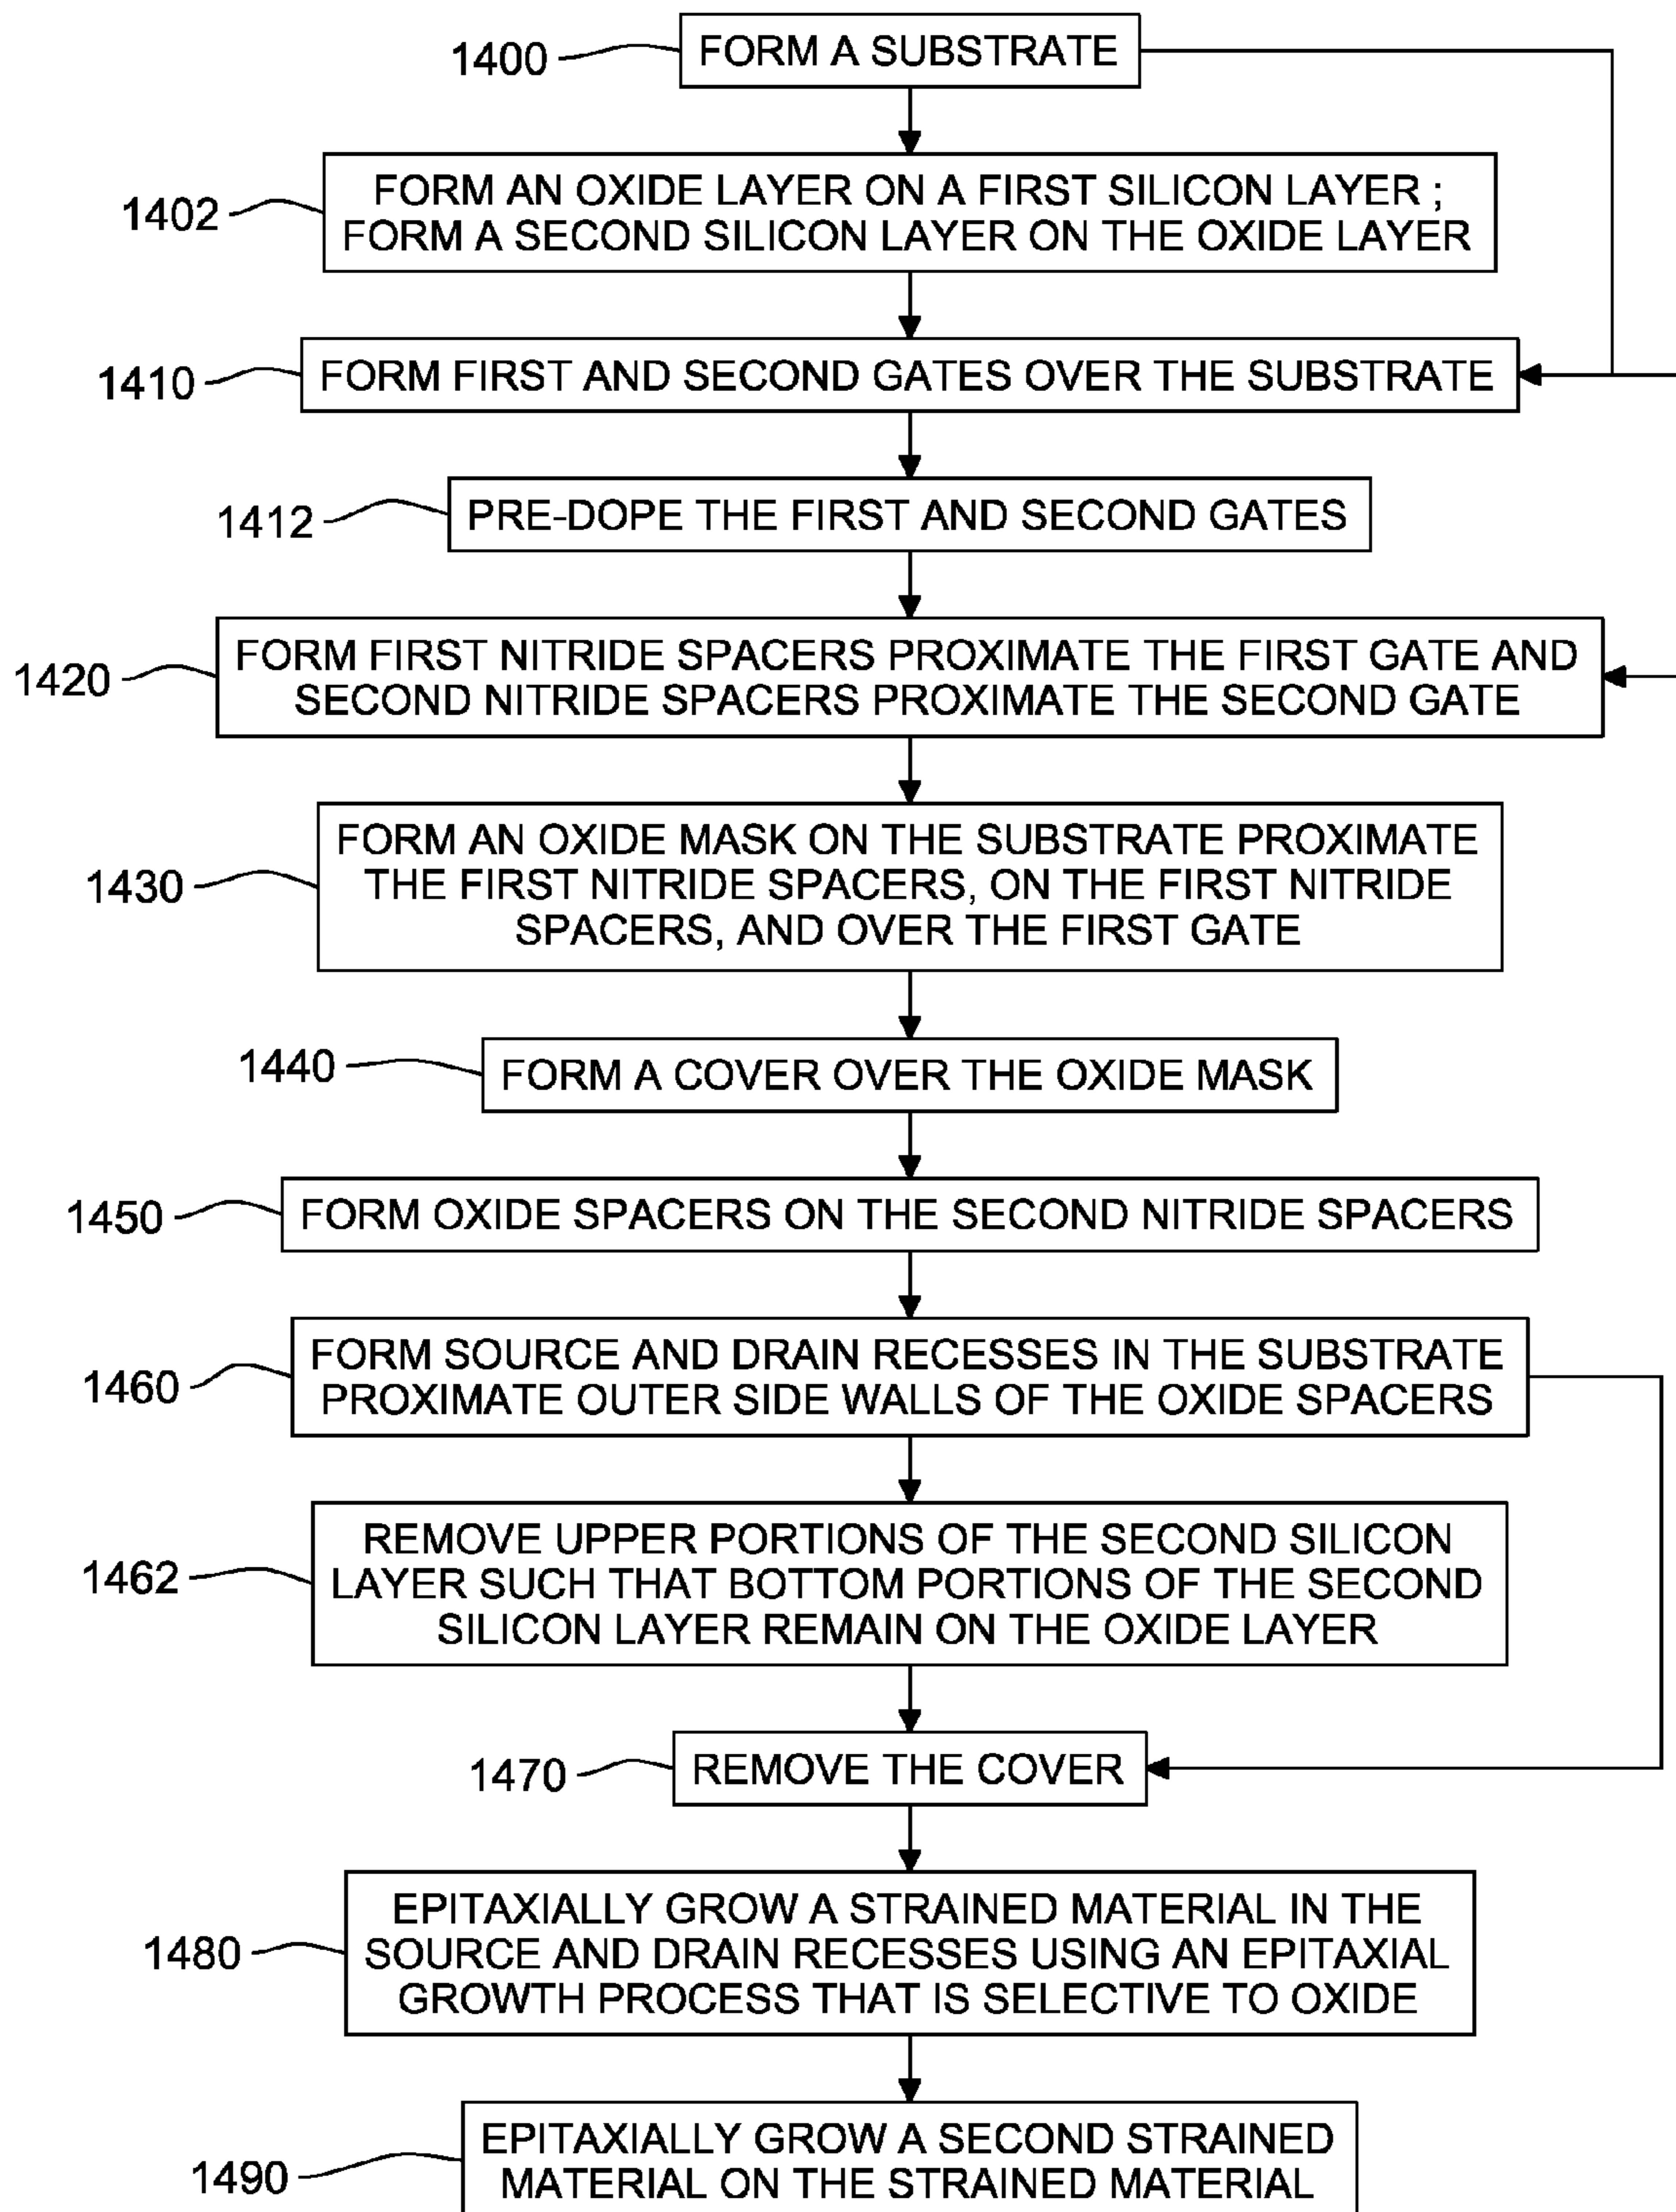 1400
FORM A SUBSTRATE
1402
FORM AN OXIDE LAYER ON A FIRST SILICON LAYER ;
FORM A SECOND SILICON LAYER ON THE OXIDE LAYER
1410
FORM FIRST AND SECOND GATES OVER THE SUBSTRATE
1412
PRE-DOPE THE FIRST AND SECOND GATES
1420
FORM FIRST NITRIDE SPACERS PROXIMATE THE FIRST GATE AND
SECOND NITRIDE SPACERS PROXIMATE THE SECOND GATE
1430
FORM AN OXIDE MASK ON THE SUBSTRATE PROXIMATE
THE FIRST NITRIDE SPACERS, ON THE FIRST NITRIDE
SPACERS, AND OVER THE FIRST GATE
1440
FORM A COVER OVER THE OXIDE MASK
1450
FORM OXIDE SPACERS ON THE SECOND NITRIDE SPACERS
1460
FORM SOURCE AND DRAIN RECESSES IN THE SUBSTRATE
PROXIMATE OUTER SIDE WALLS OF THE OXIDE SPACERS
1462
REMOVE UPPER PORTIONS OF THE SECOND SILICON
LAYER SUCH THAT BOTTOM PORTIONS OF THE SECOND
SILICON LAYER REMAIN ON THE OXIDE LAYER
1470
REMOVE THE COVER
1480
EPITAXIALLY GROW A STRAINED MATERIAL IN THE
SOURCE AND DRAIN RECESSES USING AN EPITAXIAL
GROWTH PROCESS THAT IS SELECTIVE TO OXIDE
1490
EPITAXIALLY GROW A SECOND STRAINED
MATERIAL ON THE STRAINED MATERIAL